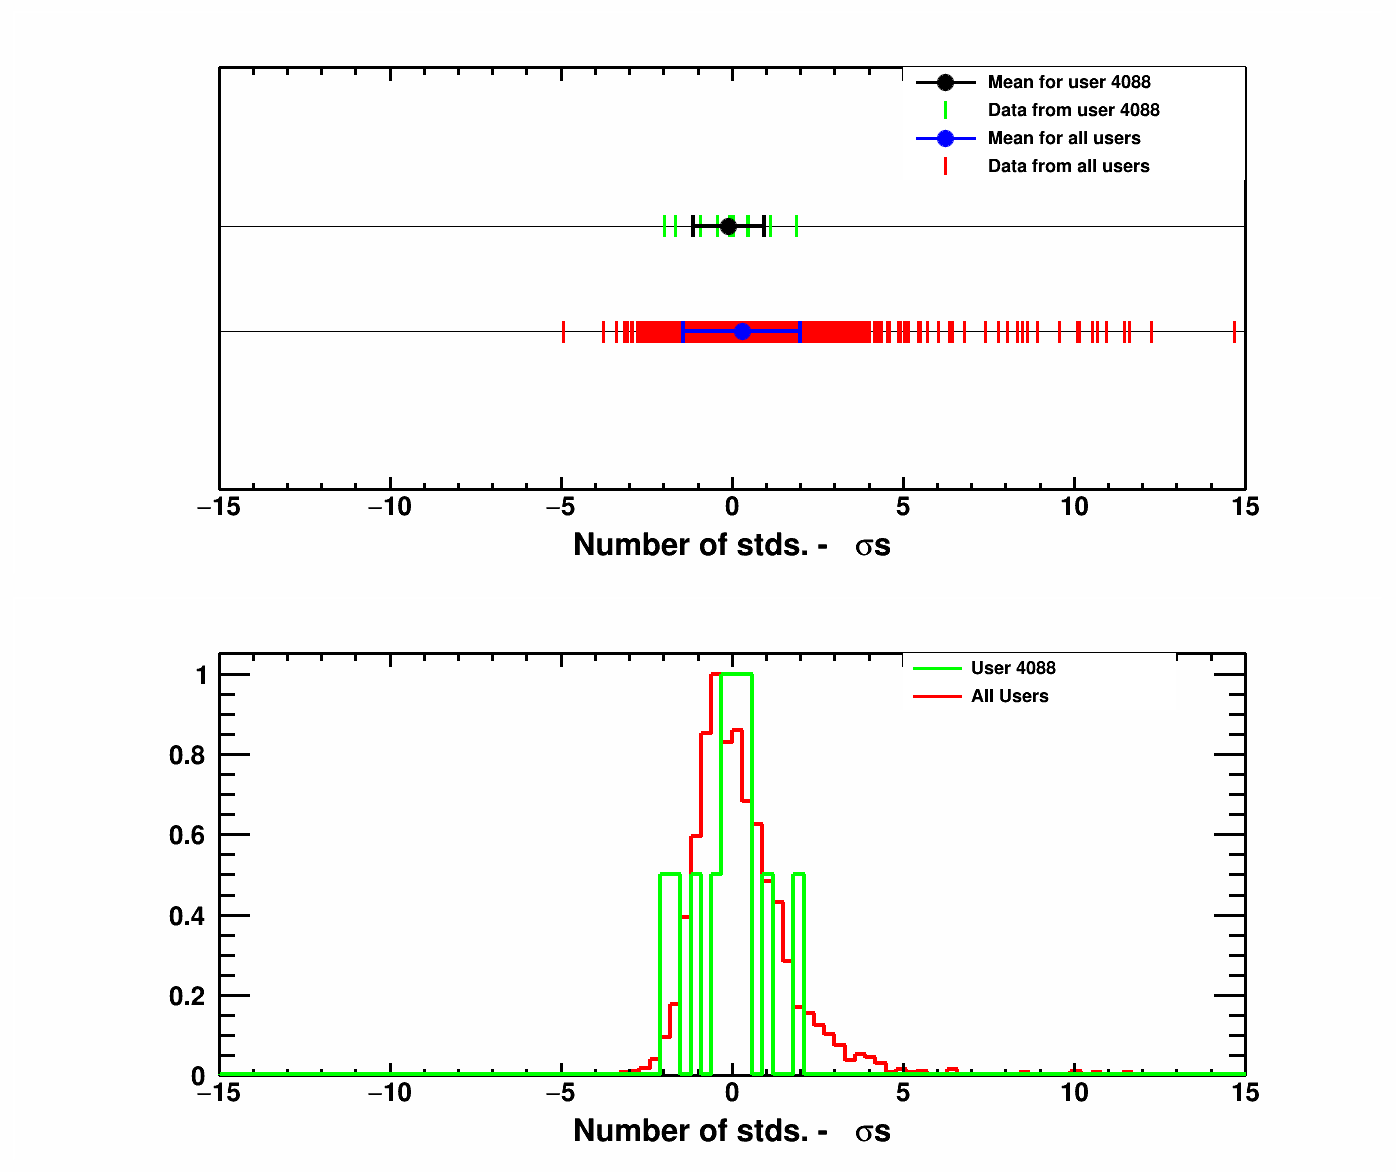 Mean for user 4088
Data from user 4088
Mean for all users
Data from all users
−15 −10 −5 0 5 10 15
Number of stds. - σs
User 4088
All Users
1
0.8
0.6
0.4
0.2
0
−15 −10 −5 0 5 10 15
Number of stds. - σs